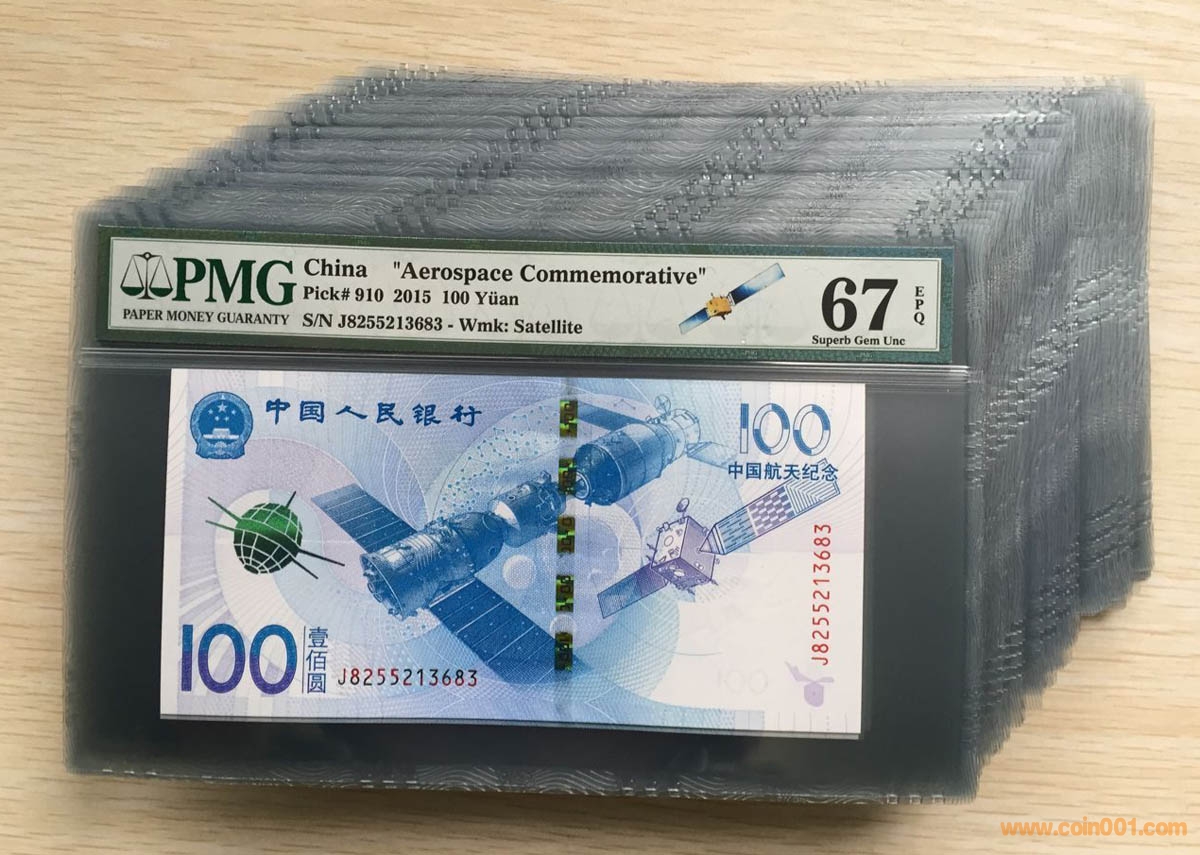 PMG
PAPER MONEY GUARANTY
China "Aerospace Commemorative"
Pick# 910 2015 100 Yüan
S/N J8255213683 - Wmk: Satellite
67
EPQ
Superb Gem Unc
中国人民银行
100
中国航天纪念
J8255213683
100
壹佰圆
J8255213683
www.coin001.com